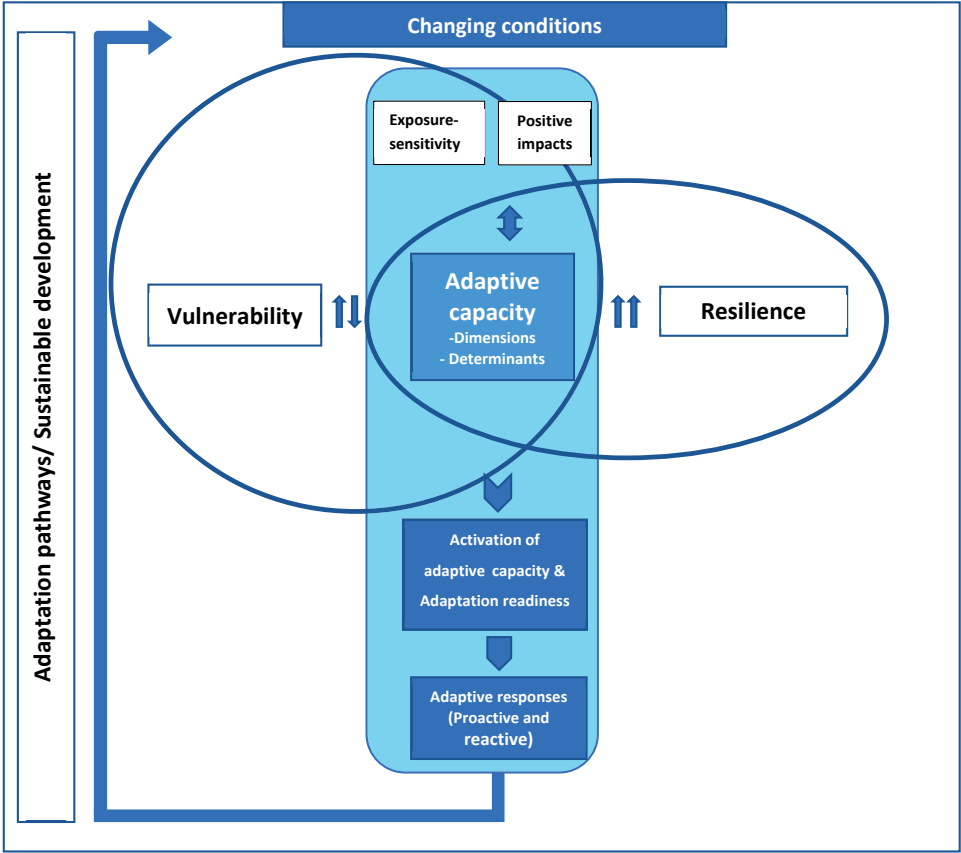 Changing conditions
Adaptation pathways/ Sustainable development
Exposure-
sensitivity
Positive
impacts
Vulnerability
Adaptive
capacity
-Dimensions
- Determinants
Resilience
Activation of
adaptive capacity &
Adaptation readiness
Adaptive responses
(Proactive and
reactive)